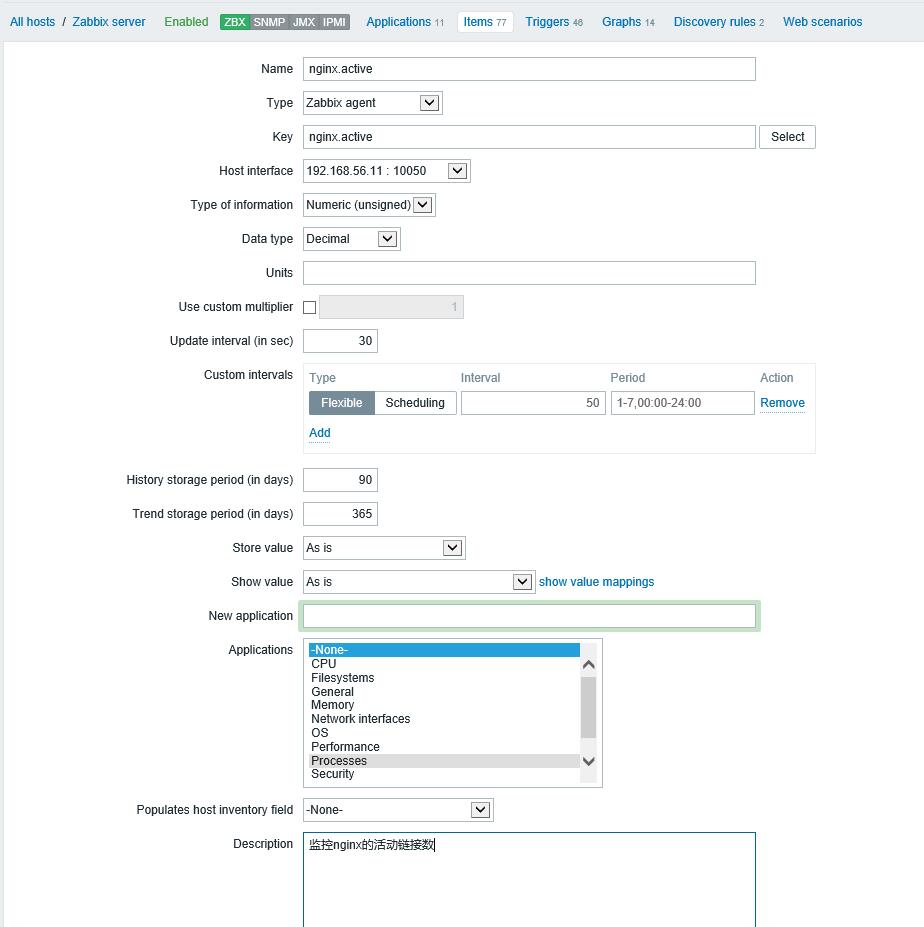 All hosts / Zabbix server Enabled ZBX SNMP JMX IPMI Applications 11 Items 77 Triggers 46 Graphs 14 Discovery rules 2 Web scenarios
Name nginx.active
Type Zabbix agent
Key nginx.active Select
Host interface 192.168.56.11 : 10050
Type of information Numeric (unsigned)
Data type Decimal
Units
Use custom multiplier 1
Update interval (in sec) 30
Custom intervals Type Interval Period Action
Flexible Scheduling 50 1-7,00:00-24:00 Remove
Add
History storage period (in days) 90
Trend storage period (in days) 365
Store value As is
Show value As is show value mappings
New application
Applications -None-
CPU
Filesystems
General
Memory
Network interfaces
OS
Performance
Processes
Security
Populates host inventory field -None-
Description 监控nginx的活动链接数